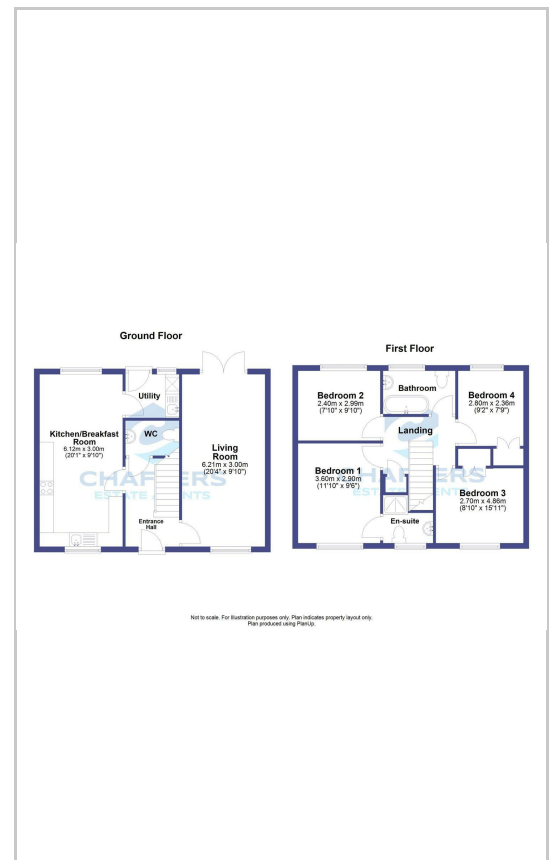 Ground Floor
Kitchen/Breakfast
Room
6.12m x 3.00m
(20'1" x 9'10")
Utility
WC
Living
Room
6.21m x 3.00m
(20'4" x 9'10")
Entrance
Hall
First Floor
Bedroom 2
2.40m x 2.99m
(7'10" x 9'10")
Bathroom
Bedroom 4
2.80m x 2.36m
(9'2" x 7'9")
Landing
Bedroom 1
3.60m x 2.90m
(11'10" x 9'6")
Bedroom 3
2.70m x 4.86m
(8'10" x 15'11")
En-suite
Not to scale. For illustration purposes only. Plan indicates property layout only.
Plan produced using PlanUp.